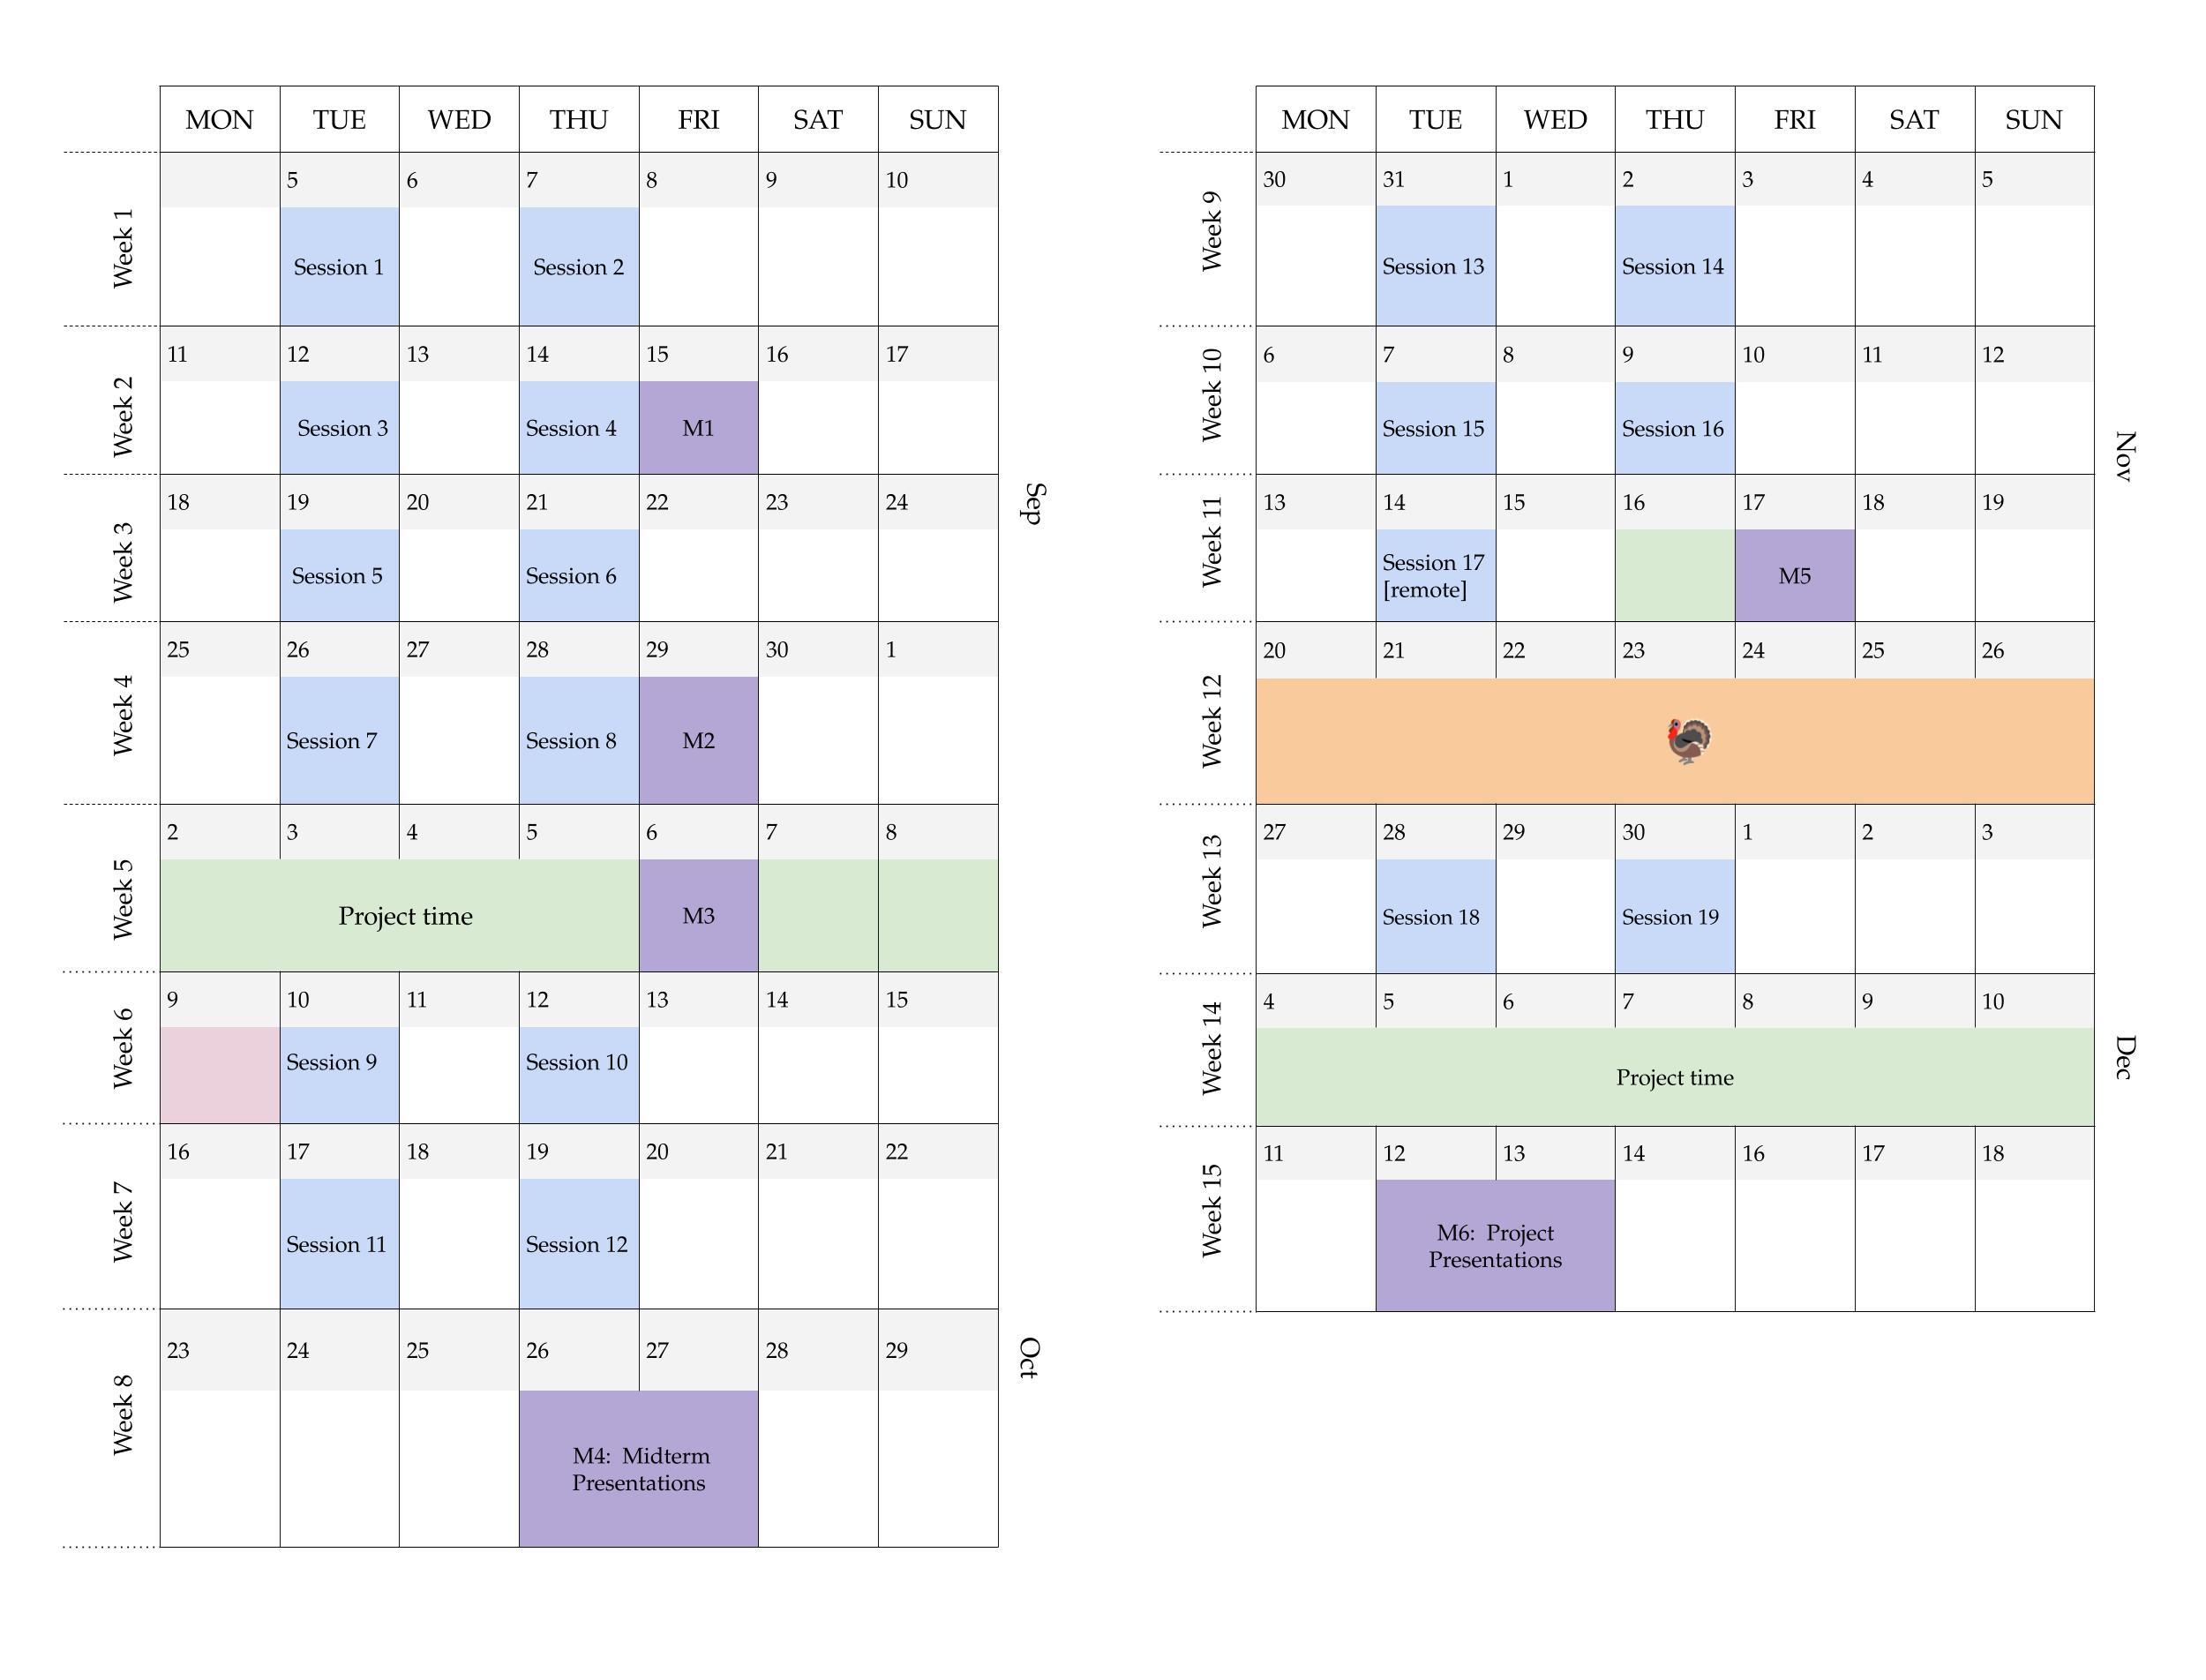 MON TUE WED THU FRI SAT SUN
Week 1
5 6 7 8 9 10
Session 1 Session 2
Week 2
11 12 13 14 15 16 17
Session 3 Session 4 M1
Week 3
18 19 20 21 22 23 24
Session 5 Session 6
Week 4
25 26 27 28 29 30 1
Session 7 Session 8 M2
Week 5
2 3 4 5 6 7 8
Project time M3
Week 6
9 10 11 12 13 14 15
Session 9 Session 10
Week 7
16 17 18 19 20 21 22
Session 11 Session 12
Week 8
23 24 25 26 27 28 29
M4: Midterm
Presentations
Sep
Oct
MON TUE WED THU FRI SAT SUN
Week 9
30 31 1 2 3 4 5
Session 13 Session 14
Week 10
6 7 8 9 10 11 12
Session 15 Session 16
Week 11
13 14 15 16 17 18 19
Session 17
[remote]
M5
Week 12
20 21 22 23 24 25 26
Week 13
27 28 29 30 1 2 3
Session 18 Session 19
Week 14
4 5 6 7 8 9 10
Project time
Week 15
11 12 13 14 16 17 18
M6: Project
Presentations
Nov
Dec